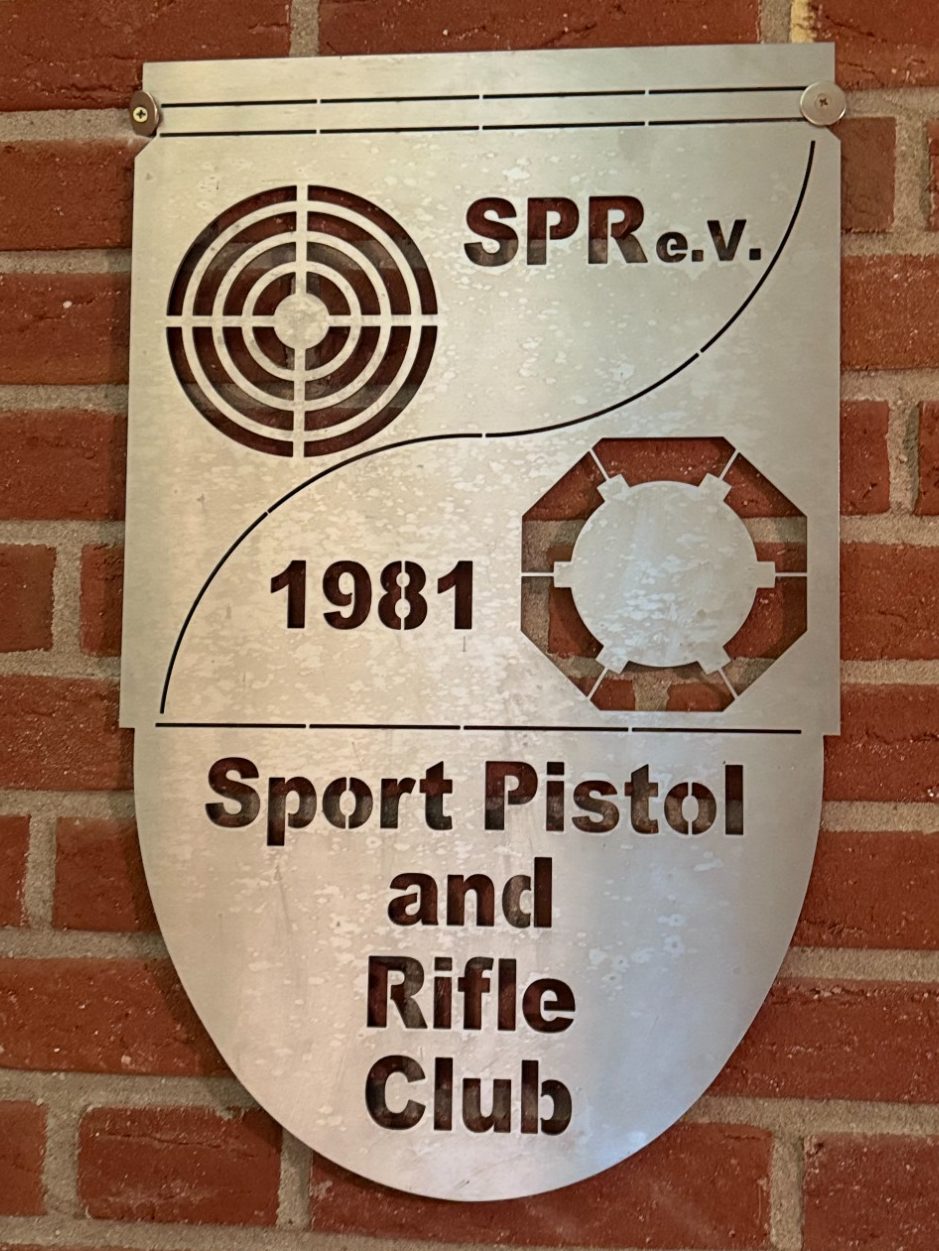 SPR e.V.
1981
Sport Pistol
and
Rifle
Club